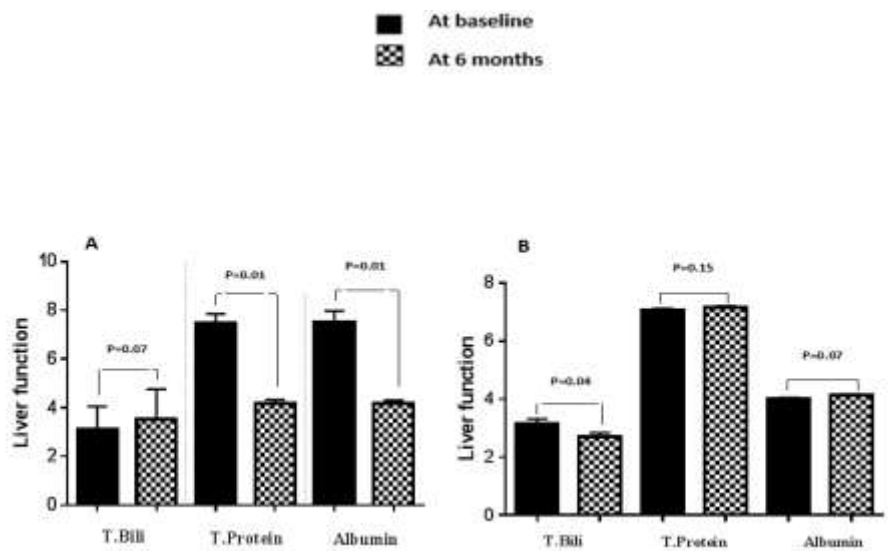 At baseline
At 6 months
A
Liver function
10
8
6
4
2
0
P=0.07
P=0.01
P=0.01
T.Bili
T.Protein
Albumin
B
Liver function
8
6
4
2
0
P=0.04
P=0.15
P=0.07
T.Bili
T.Protein
Albumin